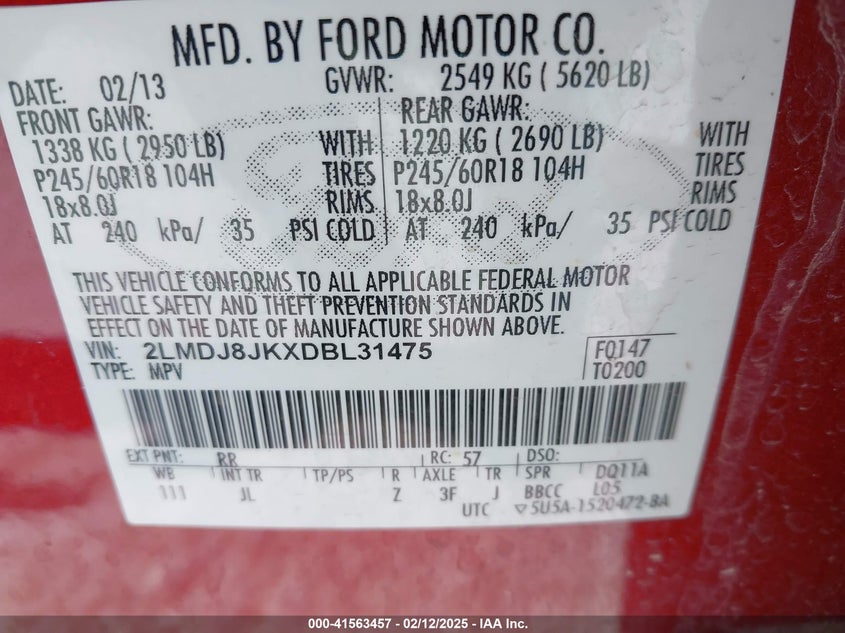 MFD. BY FORD MOTOR CO.
DATE: 02/13 GVWR: 2549 KG ( 5620 LB)
FRONT GAWR: REAR GAWR:
1338 KG ( 2950 LB) WITH 1220 KG ( 2690 LB) WITH
P245/60R18 104H TIRES P245/60R18 104H TIRES
18x8.0J RIMS 18x8.0J RIMS
AT 240 kPa/ 35 PSI COLD AT 240 kPa/ 35 PSI COLD
THIS VEHICLE CONFORMS TO ALL APPLICABLE FEDERAL MOTOR
VEHICLE SAFETY AND THEFT PREVENTION STANDARDS IN
EFFECT ON THE DATE OF MANUFACTURE SHOWN ABOVE.
VIN: 2LMDJ8JKXDBL31475 F0147
TYPE: MPV T0200
EXT PNT: RR RC: 57 DSO:
WB INT TR TP/PS R AXLE TR SPR DQ11A
111 JL Z 3F J BBCC L05
UTC ▽5U5A-1520472-BA
000-41563457 - 02/12/2025 - IAA Inc.